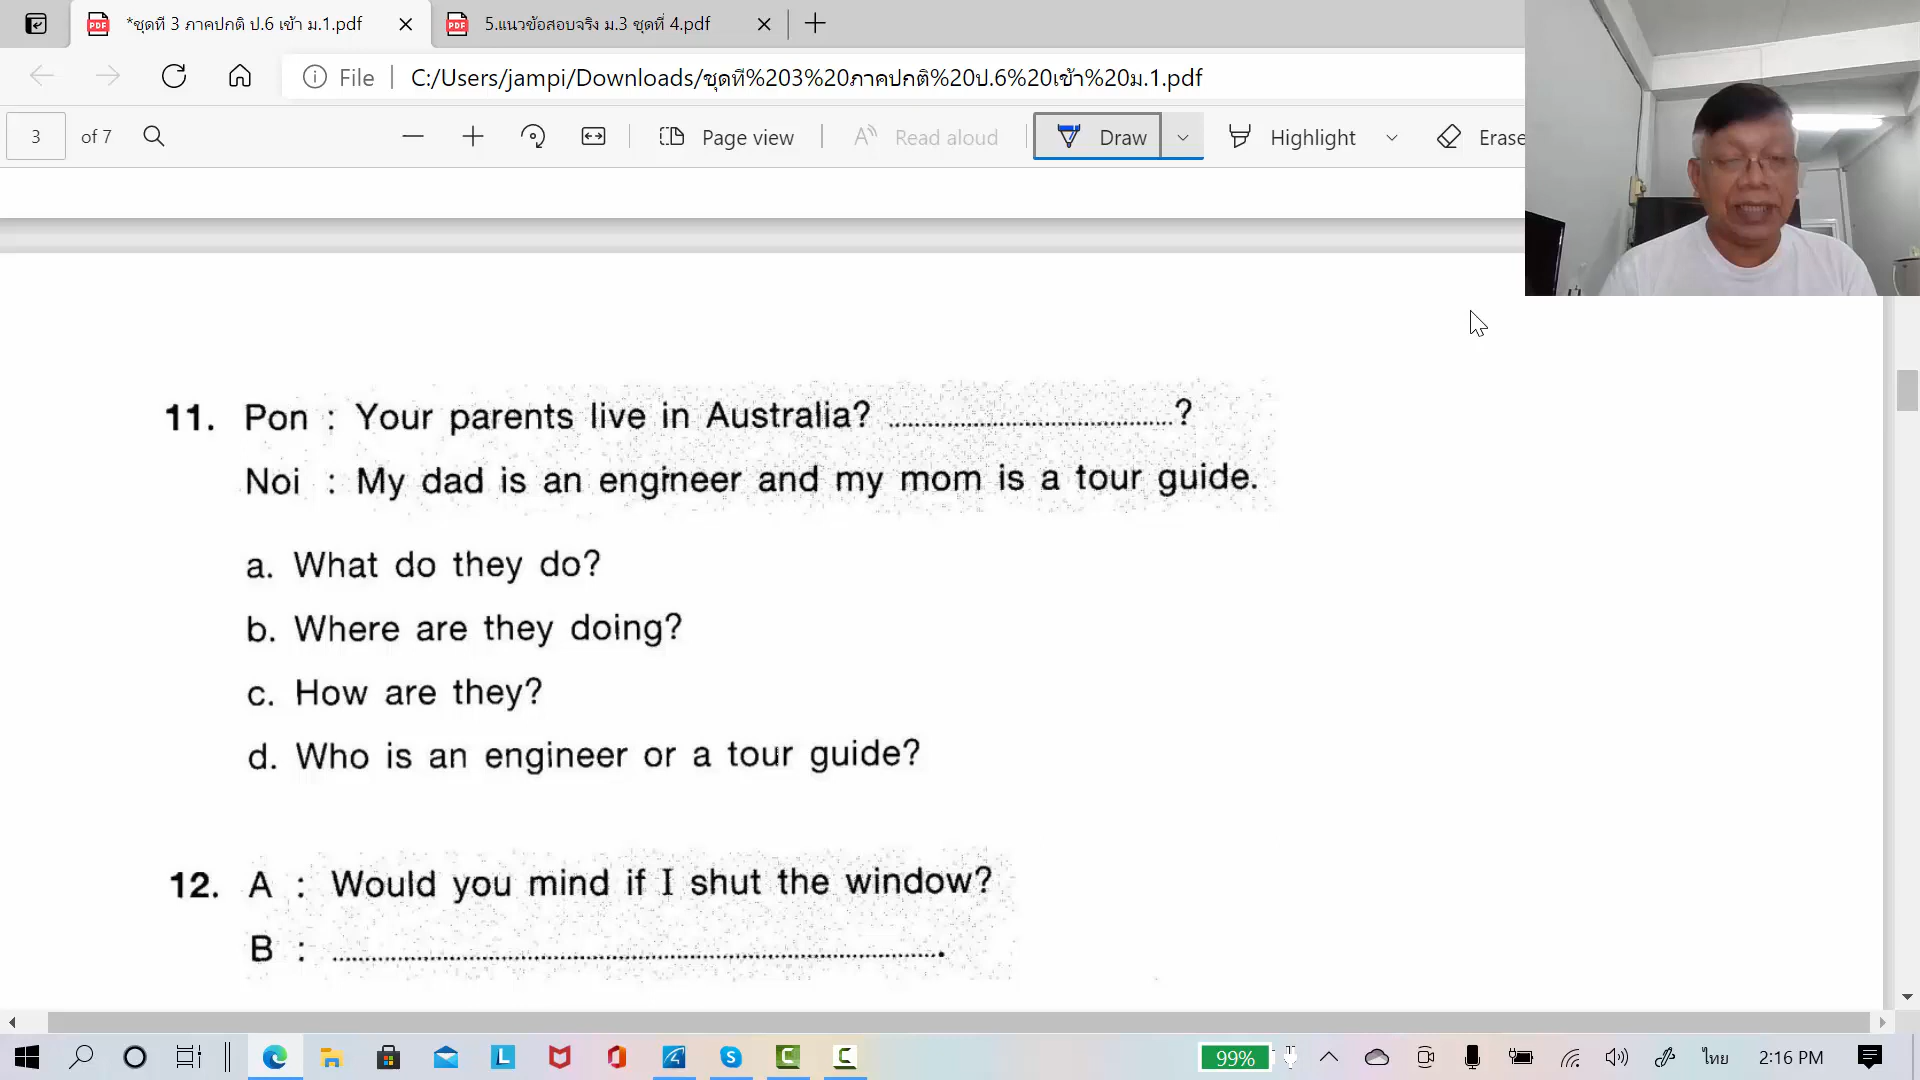 *ชุดที่ 3 ภาคปกติ ป.6 เข้า ม.1.pdf
5.แนวข้อสอบจริง ม.3 ชุดที่ 4.pdf
File
C:/Users/jampi/Downloads/ชุดที่%203%20ภาคปกติ%20ป.6%20เข้า%20ม.1.pdf
3 of 7
Page view
Read aloud
Draw
Highlight
Erase
11. Pon : Your parents live in Australia? ........................................?
Noi : My dad is an engineer and my mom is a tour guide.
a. What do they do?
b. Where are they doing?
c. How are they?
d. Who is an engineer or a tour guide?
12. A : Would you mind if I shut the window?
B : ........................................................................................
99%
ไทย
2:16 PM